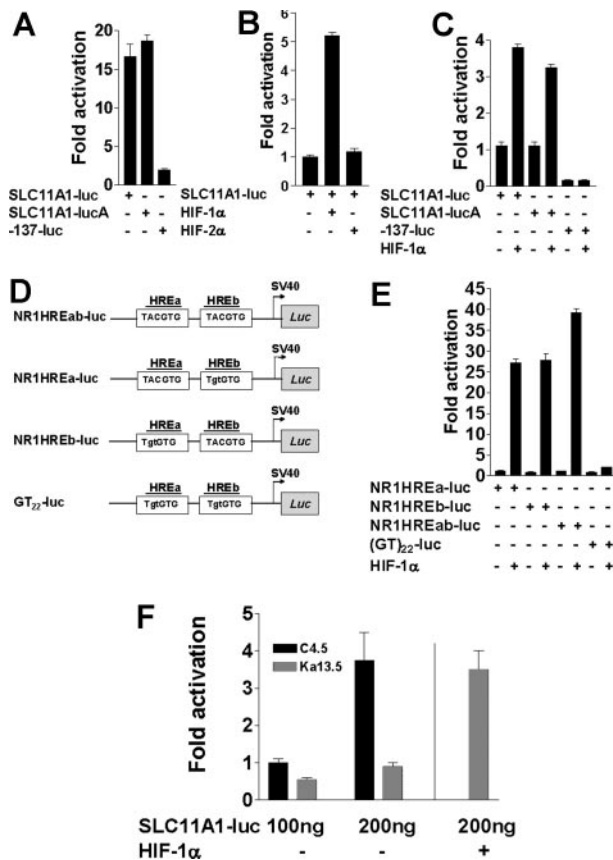 A
Fold activation
20
15
10
5
0
SLC11A1-luc + - -
SLC11A1-lucA - + -
-137-luc - - +
B
Fold activation
6
5
4
3
2
1
0
SLC11A1-luc + + +
HIF-1α - + -
HIF-2α - - +
C
Fold activation
4
2
0
SLC11A1-luc + + - - - -
SLC11A1-lucA - - + + - -
-137-luc - - - - + +
HIF-1α - + - + - +
D
SV40
HREa HREb
NR1HREab-luc TACGTG TACGTG Luc
SV40
HREa HREb
NR1HREa-luc TACGTG TgtGTG Luc
SV40
HREa HREb
NR1HREb-luc TgtGTG TACGTG Luc
SV40
HREa HREb
GT22-luc TgtGTG TgtGTG Luc
E
Fold activation
45
40
35
30
25
20
15
10
5
0
NR1HREa-luc + + - - - - - -
NR1HREb-luc - - + + - - - -
NR1HREab-luc - - - - + + - -
(GT)22-luc - - - - - - + +
HIF-1α - + - + - + - +
F
Fold activation
5
4
3
2
1
0
C4.5
Ka13.5
SLC11A1-luc 100ng 200ng 200ng
HIF-1α - - +